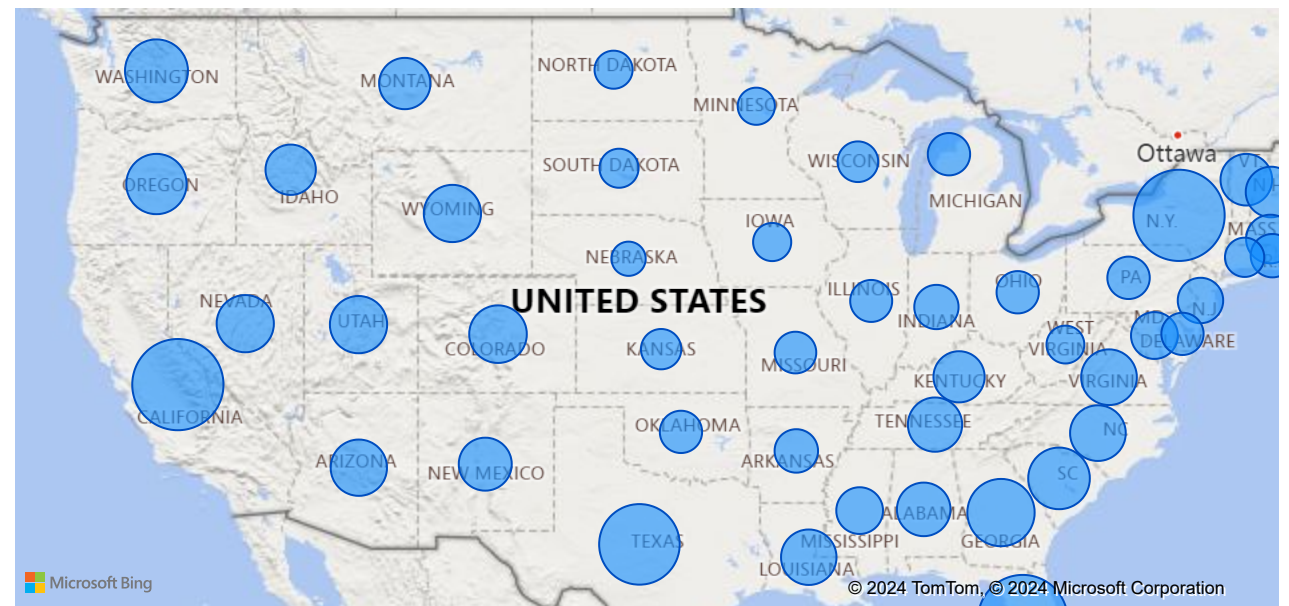 WASHINGTON
MONTANA
NORTH DAKOTA
MINNESOTA
SOUTH DAKOTA
WISCONSIN
Ottawa
VT
N.H
OREGON
IDAHO
WYOMING
MICHIGAN
N.Y.
MASS
IOWA
NEBRASKA
R.
PA
NEVADA
UNITED STATES
ILLINOIS
OHIO
N.J.
UTAH
INDIANA
MD
WEST
VIRGINIA
DELAWARE
COLORADO
KANSAS
MISSOURI
KENTUCKY
VIRGINIA
CALIFORNIA
OKLAHOMA
TENNESSEE
NC
ARIZONA
NEW MEXICO
ARKANSAS
SC
ALABAMA
TEXAS
MISSISSIPPI
GEORGIA
LOUISIANA
Microsoft Bing
© 2024 TomTom, © 2024 Microsoft Corporation